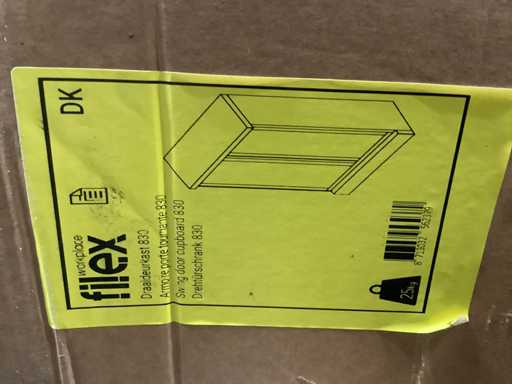 DK
workplace
filex
Draaideurkast 830
Armoire porte tournante 830
Swing door cupboard 830
Drehtürschrank 830
25kg